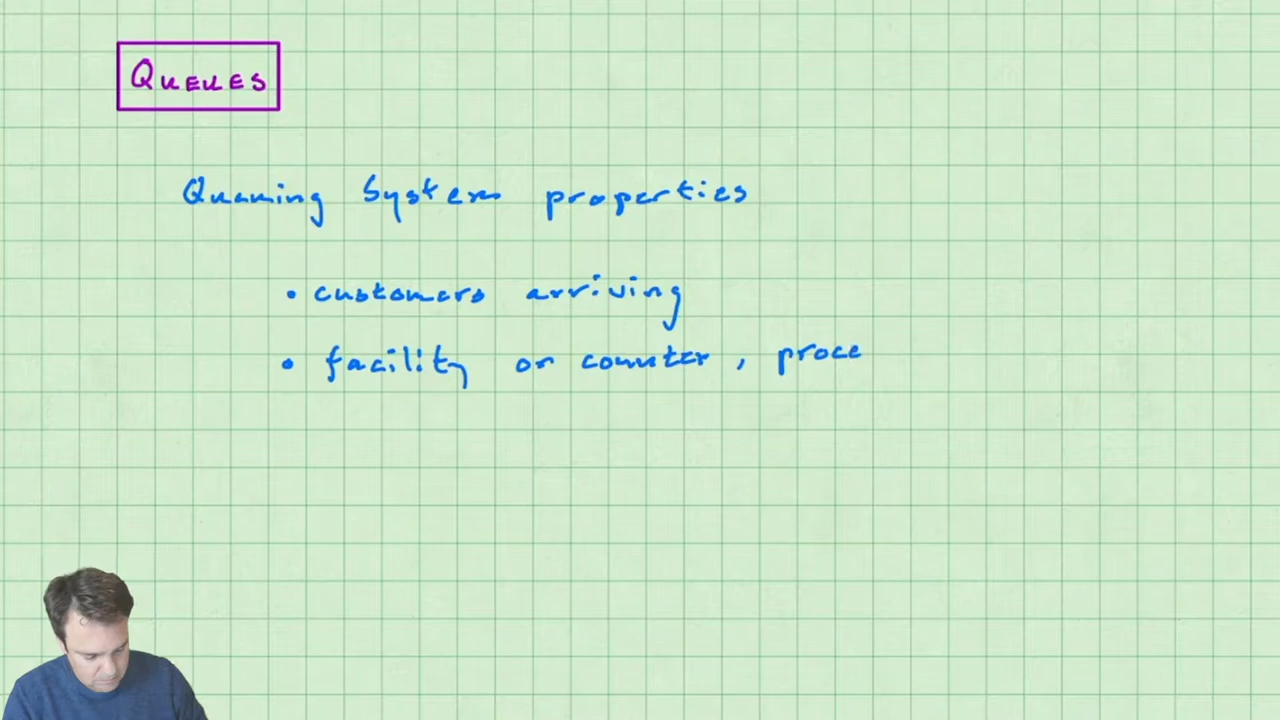 QUEUES
Queuing System properties
• customers arriving
• facility or counter, proce